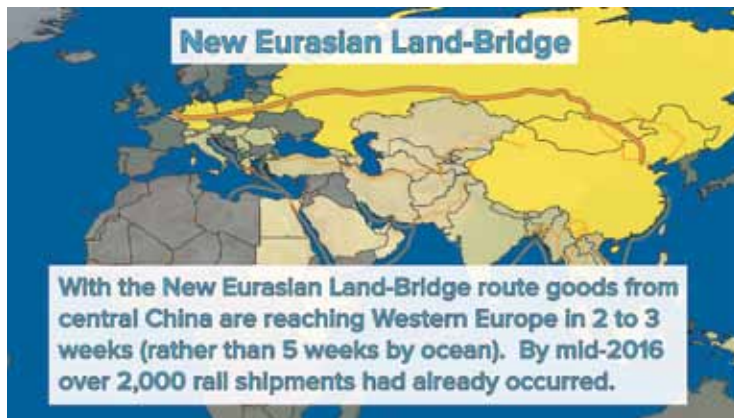 New Eurasian Land-Bridge
With the New Eurasian Land-Bridge route goods from
central China are reaching Western Europe in 2 to 3
weeks (rather than 5 weeks by ocean). By mid-2016
over 2,000 rail shipments had already occurred.